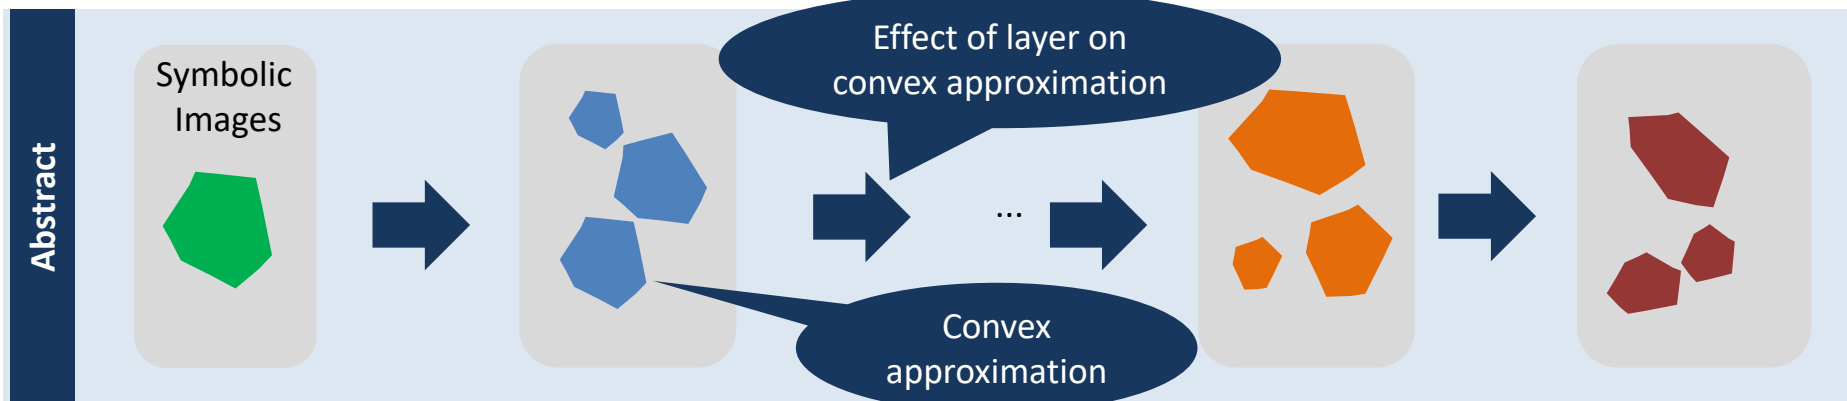 Abstract
Symbolic
Images
Effect of layer on
convex approximation
...
Convex
approximation